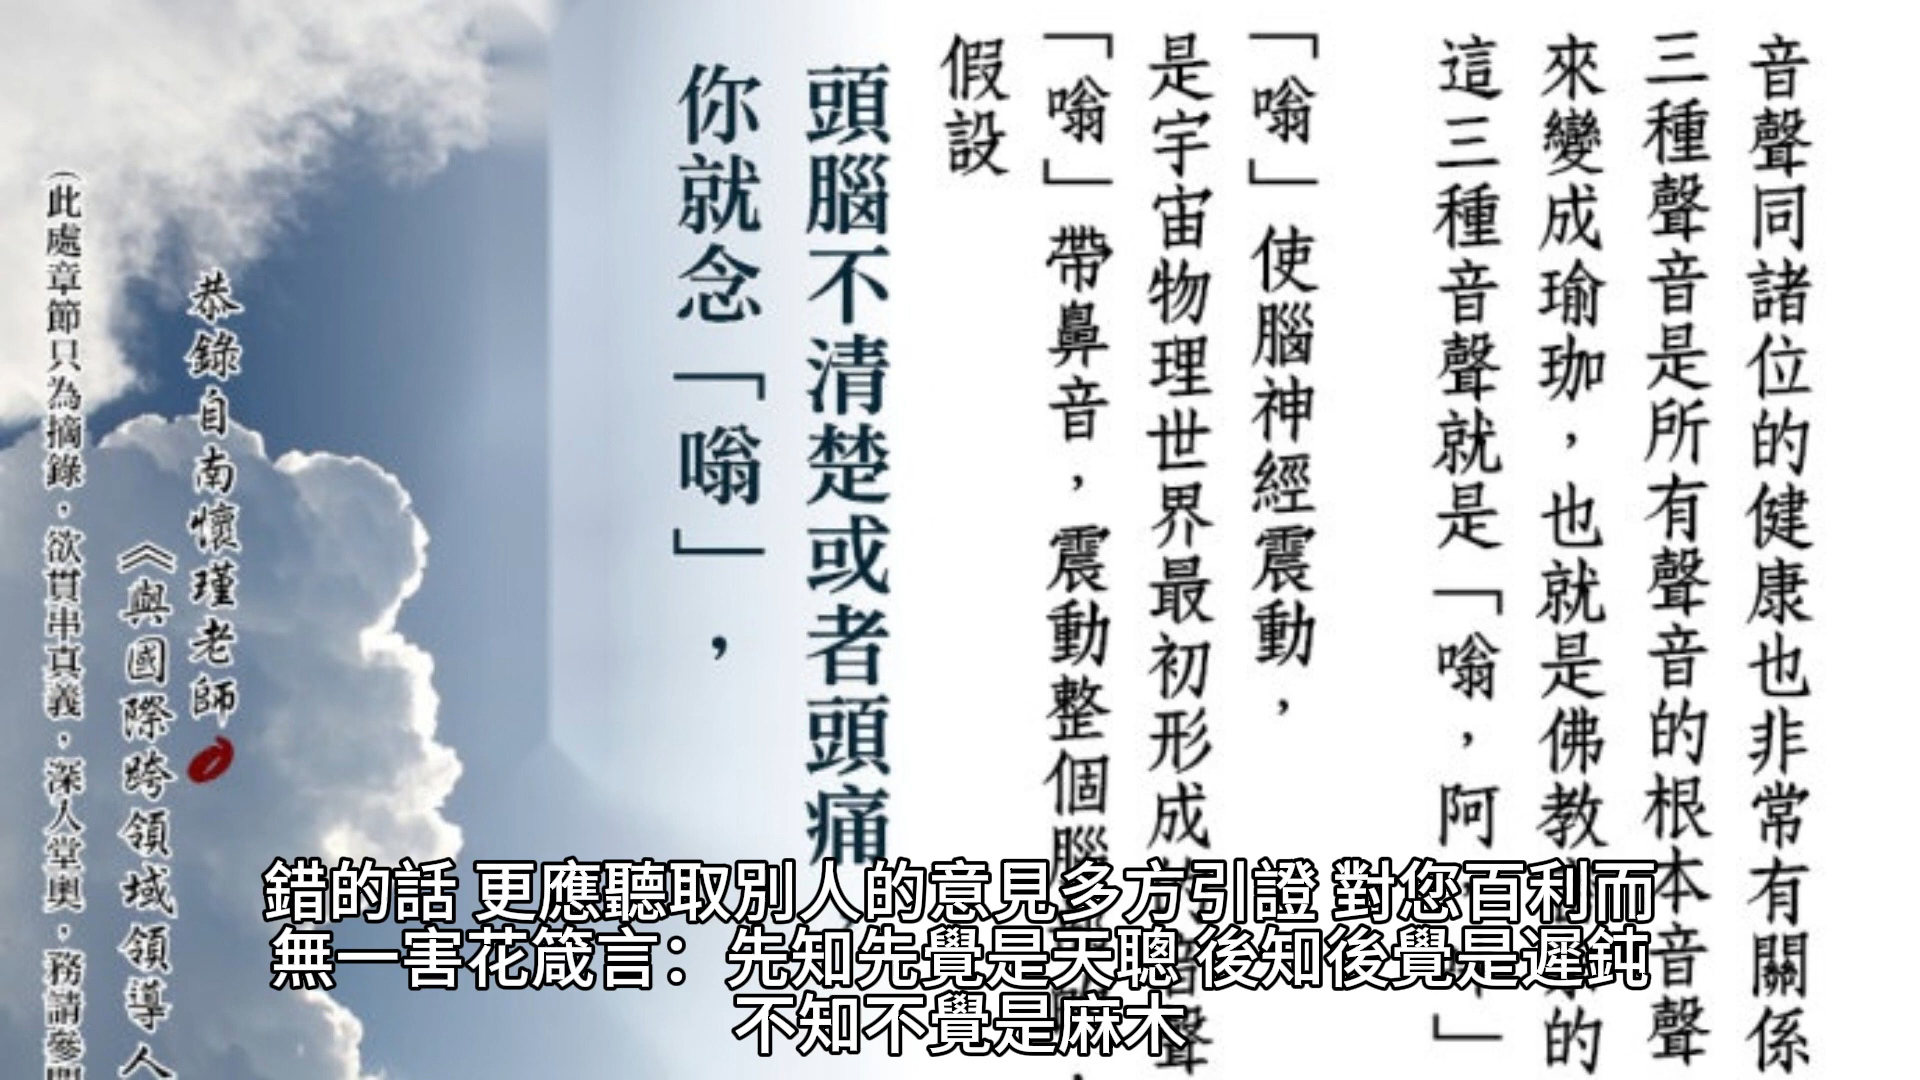 音聲同諸位的健康也非常有關係
三種聲音是所有聲音的根本音聲
來變成瑜珈，也就是佛教
的
這三種音聲就是「嗡，阿
」
「嗡」使腦神經震動，
是宇宙物理世界最初形成
聲
「嗡」帶鼻音，震動整個腦
假設
頭腦不清楚或者頭痛
你就念「嗡」，
恭錄自南懷瑾老師
《與國際跨領域領導人
(此處章節只為摘錄，欲貫串真義，深入堂奧，務請參閱
錯的話 更應聽取別人的意見多方引證 對您百利而
無一害花箴言：先知先覺是天聰 後知後覺是遲鈍
不知不覺是麻木